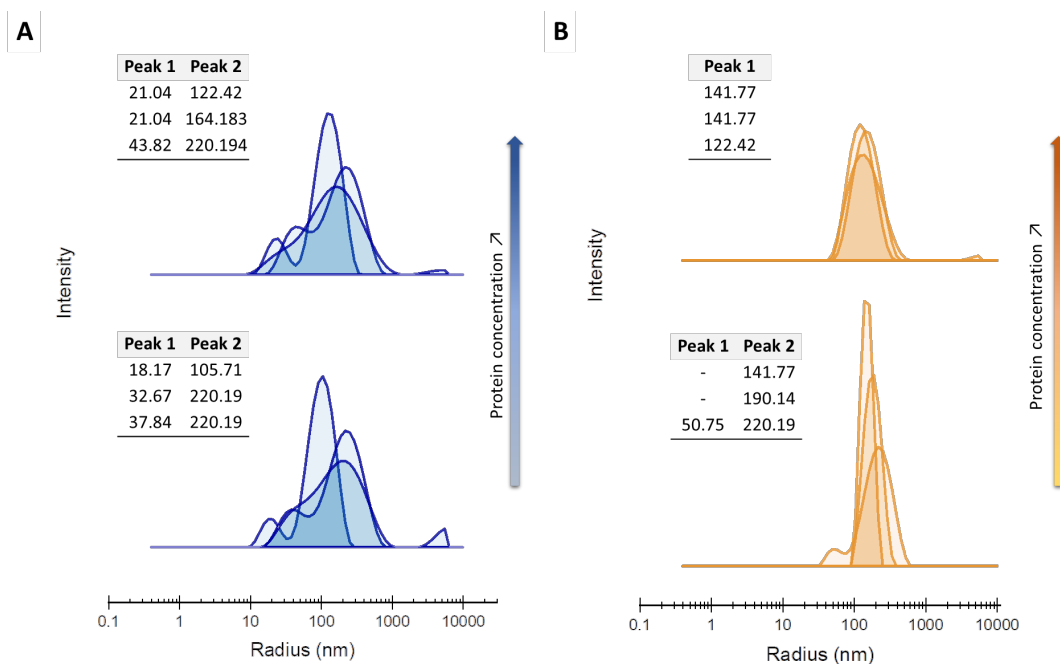 A
Peak 1 Peak 2
21.04 122.42
21.04 164.183
43.82 220.194
Intensity
Protein concentration ↗
Peak 1 Peak 2
18.17 105.71
32.67 220.19
37.84 220.19
0.1 1 10 100 1000 10000
Radius (nm)
B
Peak 1
141.77
141.77
122.42
Intensity
Protein concentration ↗
Peak 1 Peak 2
- 141.77
- 190.14
50.75 220.19
0.1 1 10 100 1000 10000
Radius (nm)